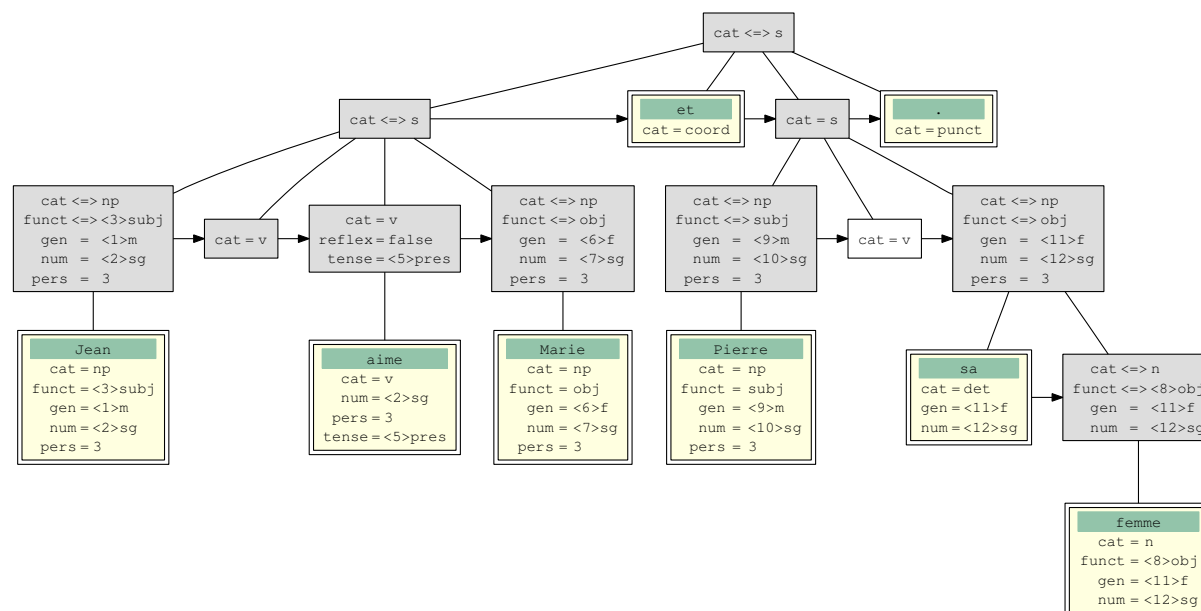 cat <=> s
cat <=> s
et
cat = coord
cat = s
.
cat = punct
cat <=> np
funct <=> <3>subj
gen = <1>m
num = <2>sg
pers = 3
cat = v
cat = v
reflex = false
tense = <5>pres
cat <=> np
funct <=> obj
gen = <6>f
num = <7>sg
pers = 3
cat <=> np
funct <=> subj
gen = <9>m
num = <10>sg
pers = 3
cat = v
cat <=> np
funct <=> obj
gen = <11>f
num = <12>sg
pers = 3
Jean
cat = np
funct = <3>subj
gen = <1>m
num = <2>sg
pers = 3
aime
cat = v
num = <2>sg
pers = 3
tense = <5>pres
Marie
cat = np
funct = obj
gen = <6>f
num = <7>sg
pers = 3
Pierre
cat = np
funct = subj
gen = <9>m
num = <10>sg
pers = 3
sa
cat = det
gen = <11>f
num = <12>sg
cat <=> n
funct <=> <8>obj
gen = <11>f
num = <12>sg
femme
cat = n
funct = <8>obj
gen = <11>f
num = <12>sg